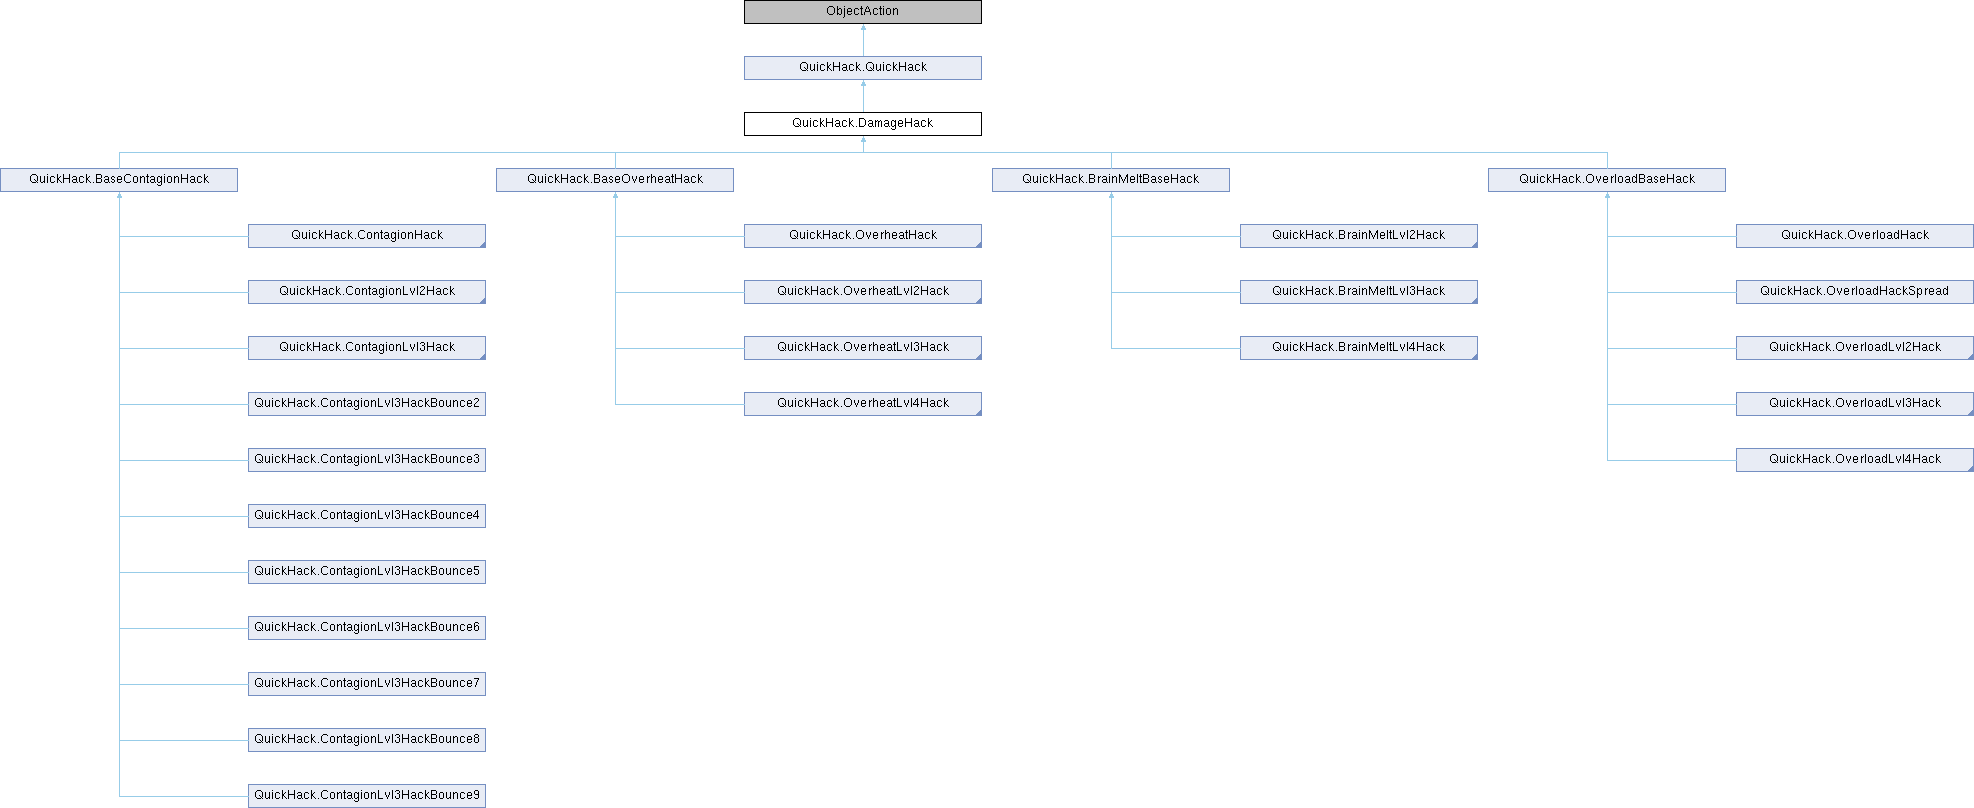 ObjectAction
QuickHack.QuickHack
QuickHack.DamageHack
QuickHack.BaseContagionHack
QuickHack.BaseOverheatHack
QuickHack.BrainMeltBaseHack
QuickHack.OverloadBaseHack
QuickHack.ContagionHack
QuickHack.OverheatHack
QuickHack.BrainMeltLvl2Hack
QuickHack.OverloadHack
QuickHack.ContagionLvl2Hack
QuickHack.OverheatLvl2Hack
QuickHack.BrainMeltLvl3Hack
QuickHack.OverloadHackSpread
QuickHack.ContagionLvl3Hack
QuickHack.OverheatLvl3Hack
QuickHack.BrainMeltLvl4Hack
QuickHack.OverloadLvl2Hack
QuickHack.ContagionLvl3HackBounce2
QuickHack.OverheatLvl4Hack
QuickHack.OverloadLvl3Hack
QuickHack.ContagionLvl3HackBounce3
QuickHack.OverloadLvl4Hack
QuickHack.ContagionLvl3HackBounce4
QuickHack.ContagionLvl3HackBounce5
QuickHack.ContagionLvl3HackBounce6
QuickHack.ContagionLvl3HackBounce7
QuickHack.ContagionLvl3HackBounce8
QuickHack.ContagionLvl3HackBounce9